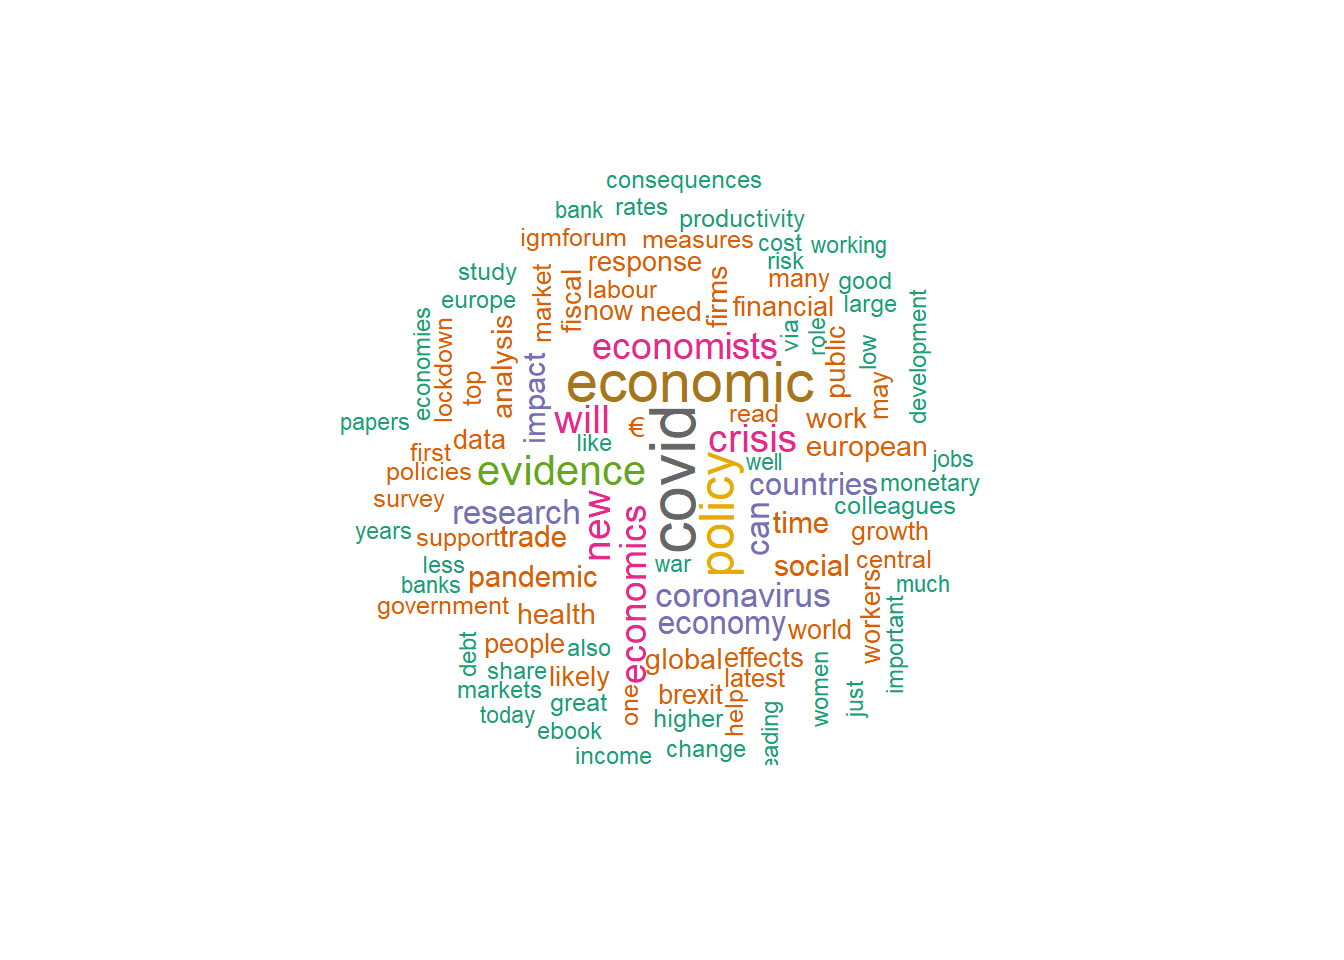 consequences
bank
rates
productivity
igmforum
measures
cost
working
response
risk
study
many
good
europe
market
fiscal
labour
firms
financial
large
now
need
economies
lockdown
top
analysis
impact
economists
via
role
public
low
development
economic
may
papers
will
€
covid
read
work
first
data
like
crisis
european
policies
evidence
well
jobs
survey
policy
countries
monetary
research
new
can
time
colleagues
years
support
trade
economics
growth
less
war
social
central
banks
pandemic
coronavirus
workers
much
government
health
economy
world
important
debt
people
also
global
effects
share
likely
latest
women
just
markets
great
one
brexit
help
today
higher
ebook
income
change
eading